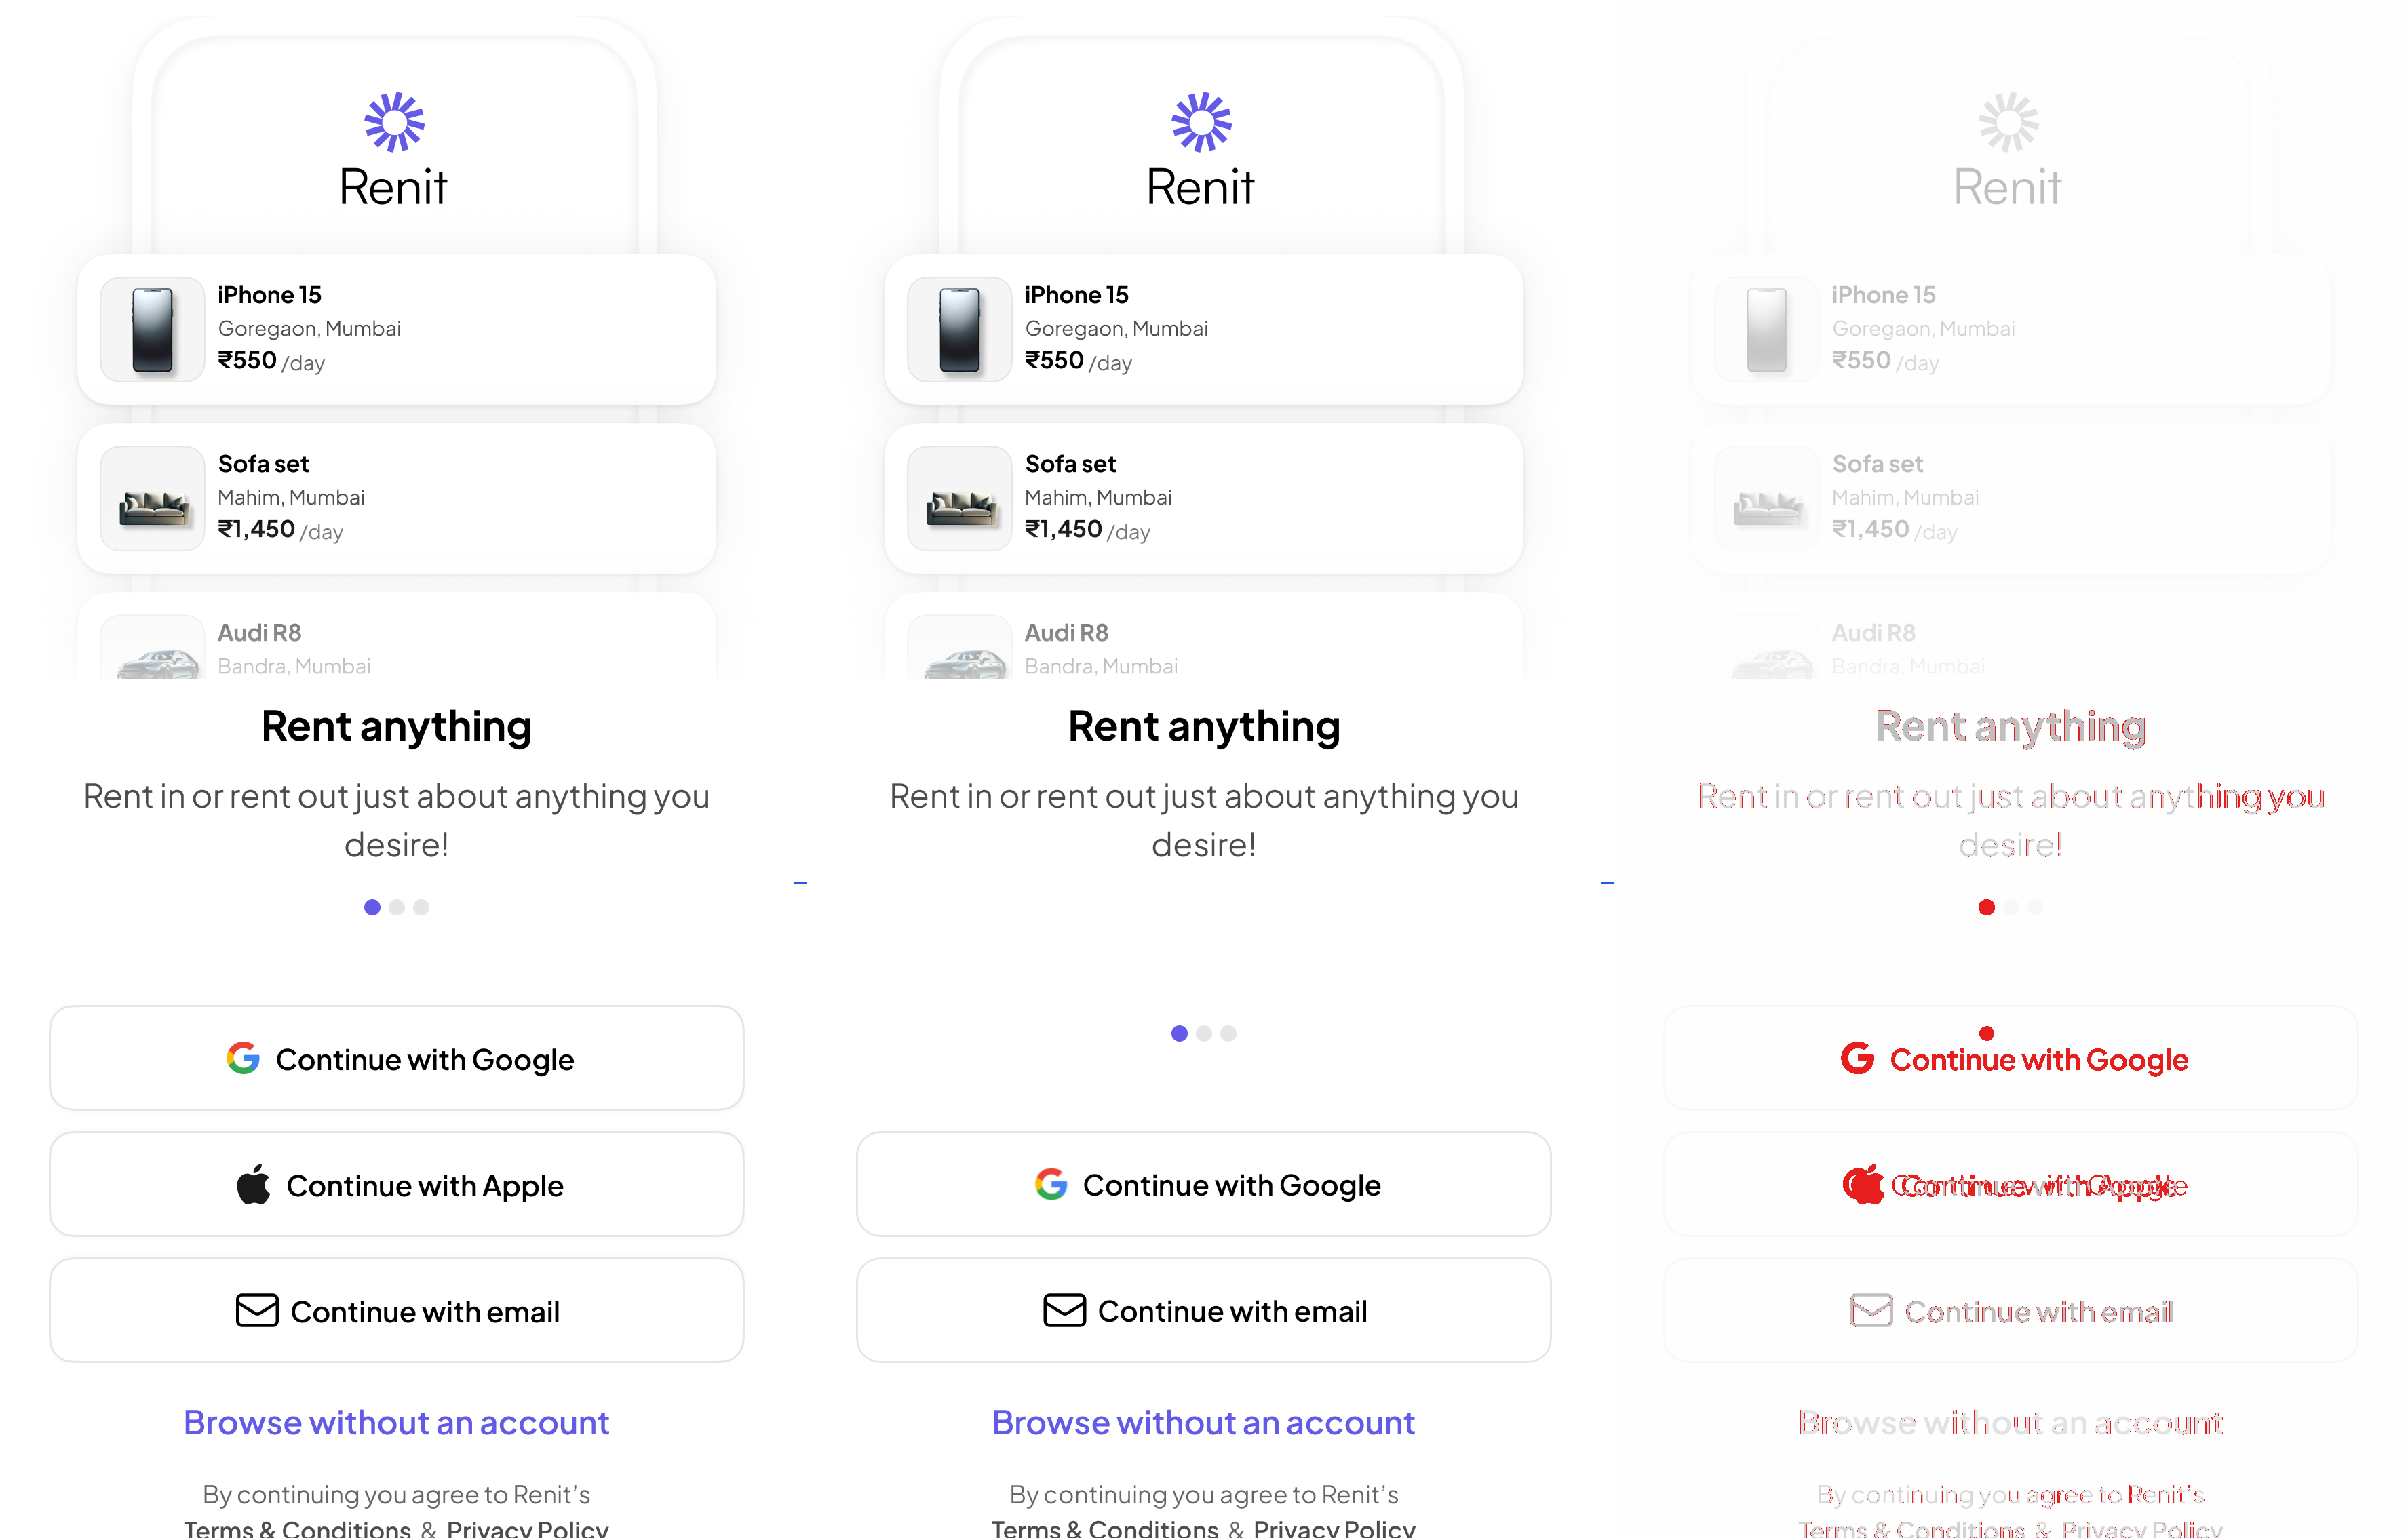 Renit
iPhone 15
Goregaon, Mumbai
₹550 /day
Sofa set
Mahim, Mumbai
₹1,450 /day
Audi R8
Bandra, Mumbai
Rent anything
Rent in or rent out just about anything you
desire!
Continue with Google
Continue with Apple
Continue with email
Browse without an account
By continuing you agree to Renit’s
Terms & Conditions & Privacy Policy
Renit
iPhone 15
Goregaon, Mumbai
₹550 /day
Sofa set
Mahim, Mumbai
₹1,450 /day
Audi R8
Bandra, Mumbai
Rent anything
Rent in or rent out just about anything you
desire!
Continue with Google
Continue with email
Browse without an account
By continuing you agree to Renit’s
Terms & Conditions & Privacy Policy
Renit
iPhone 15
Goregaon, Mumbai
₹550 /day
Sofa set
Mahim, Mumbai
₹1,450 /day
Audi R8
Bandra, Mumbai
Rent anything
Rent in or rent out just about anything you
desire!
Continue with Google
Continue with email
Browse without an account
By continuing you agree to Renit’s
Terms & Conditions & Privacy Policy